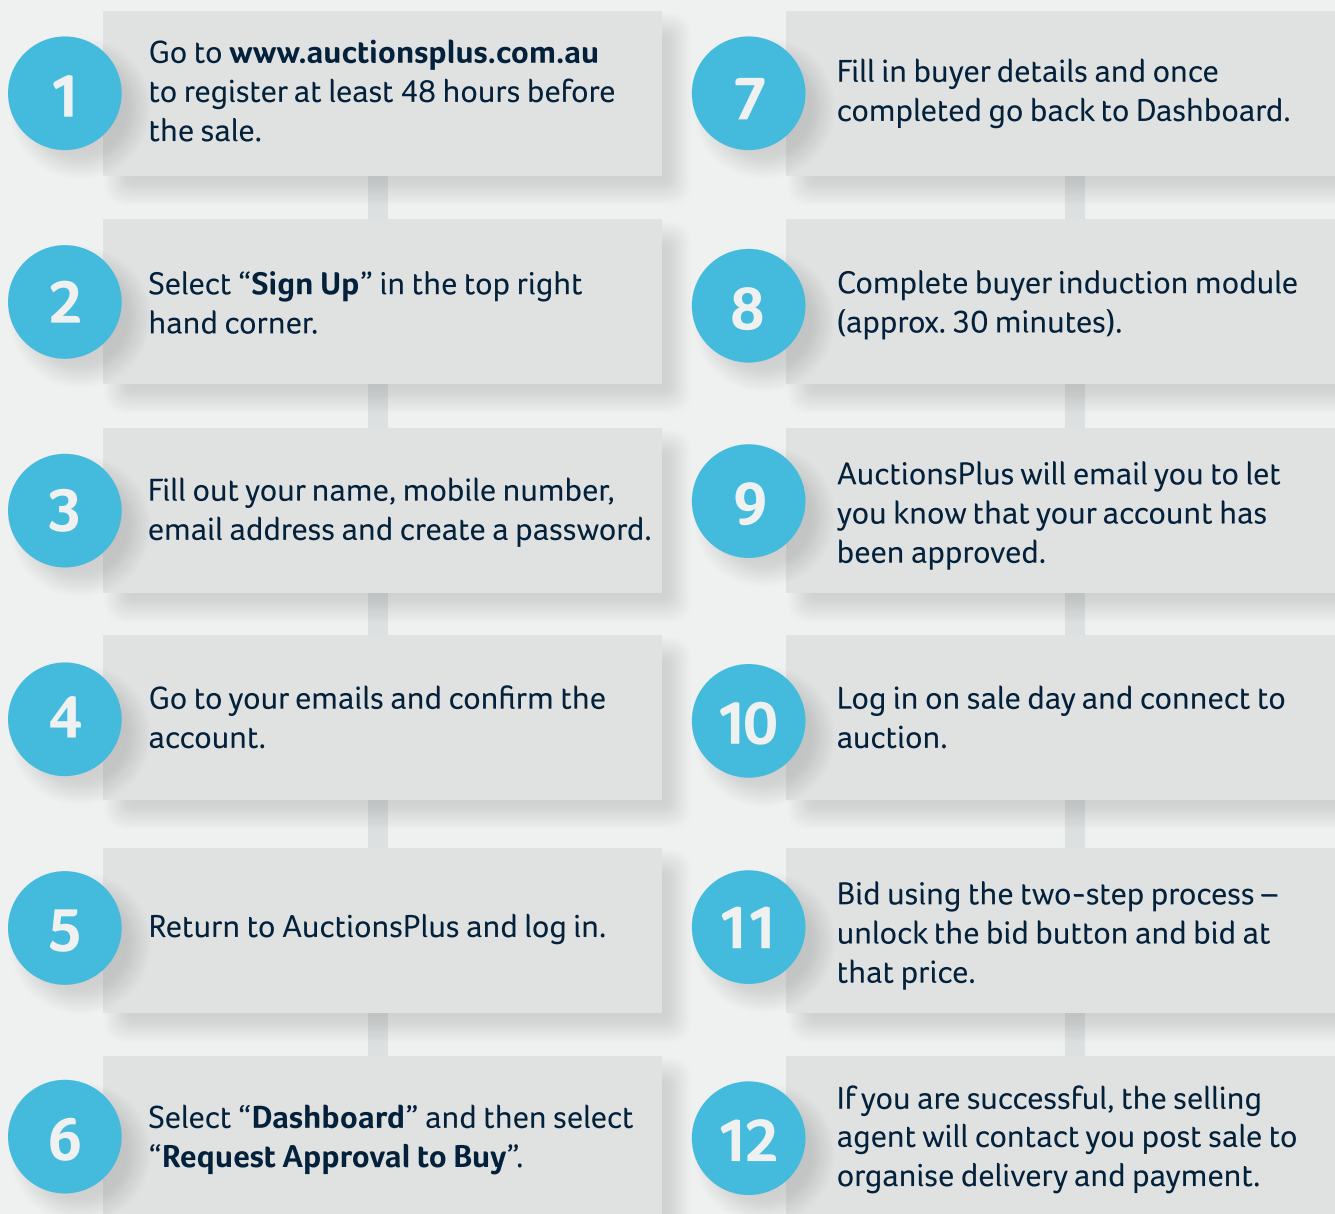 1
Go to www.auctionsplus.com.au
to register at least 48 hours before
the sale.
2
Select “Sign Up” in the top right
hand corner.
3
Fill out your name, mobile number,
email address and create a password.
4
Go to your emails and confirm the
account.
5
Return to AuctionsPlus and log in.
6
Select “Dashboard” and then select
“Request Approval to Buy”.
7
Fill in buyer details and once
completed go back to Dashboard.
8
Complete buyer induction module
(approx. 30 minutes).
9
AuctionsPlus will email you to let
you know that your account has
been approved.
10
Log in on sale day and connect to
auction.
11
Bid using the two-step process –
unlock the bid button and bid at
that price.
12
If you are successful, the selling
agent will contact you post sale to
organise delivery and payment.